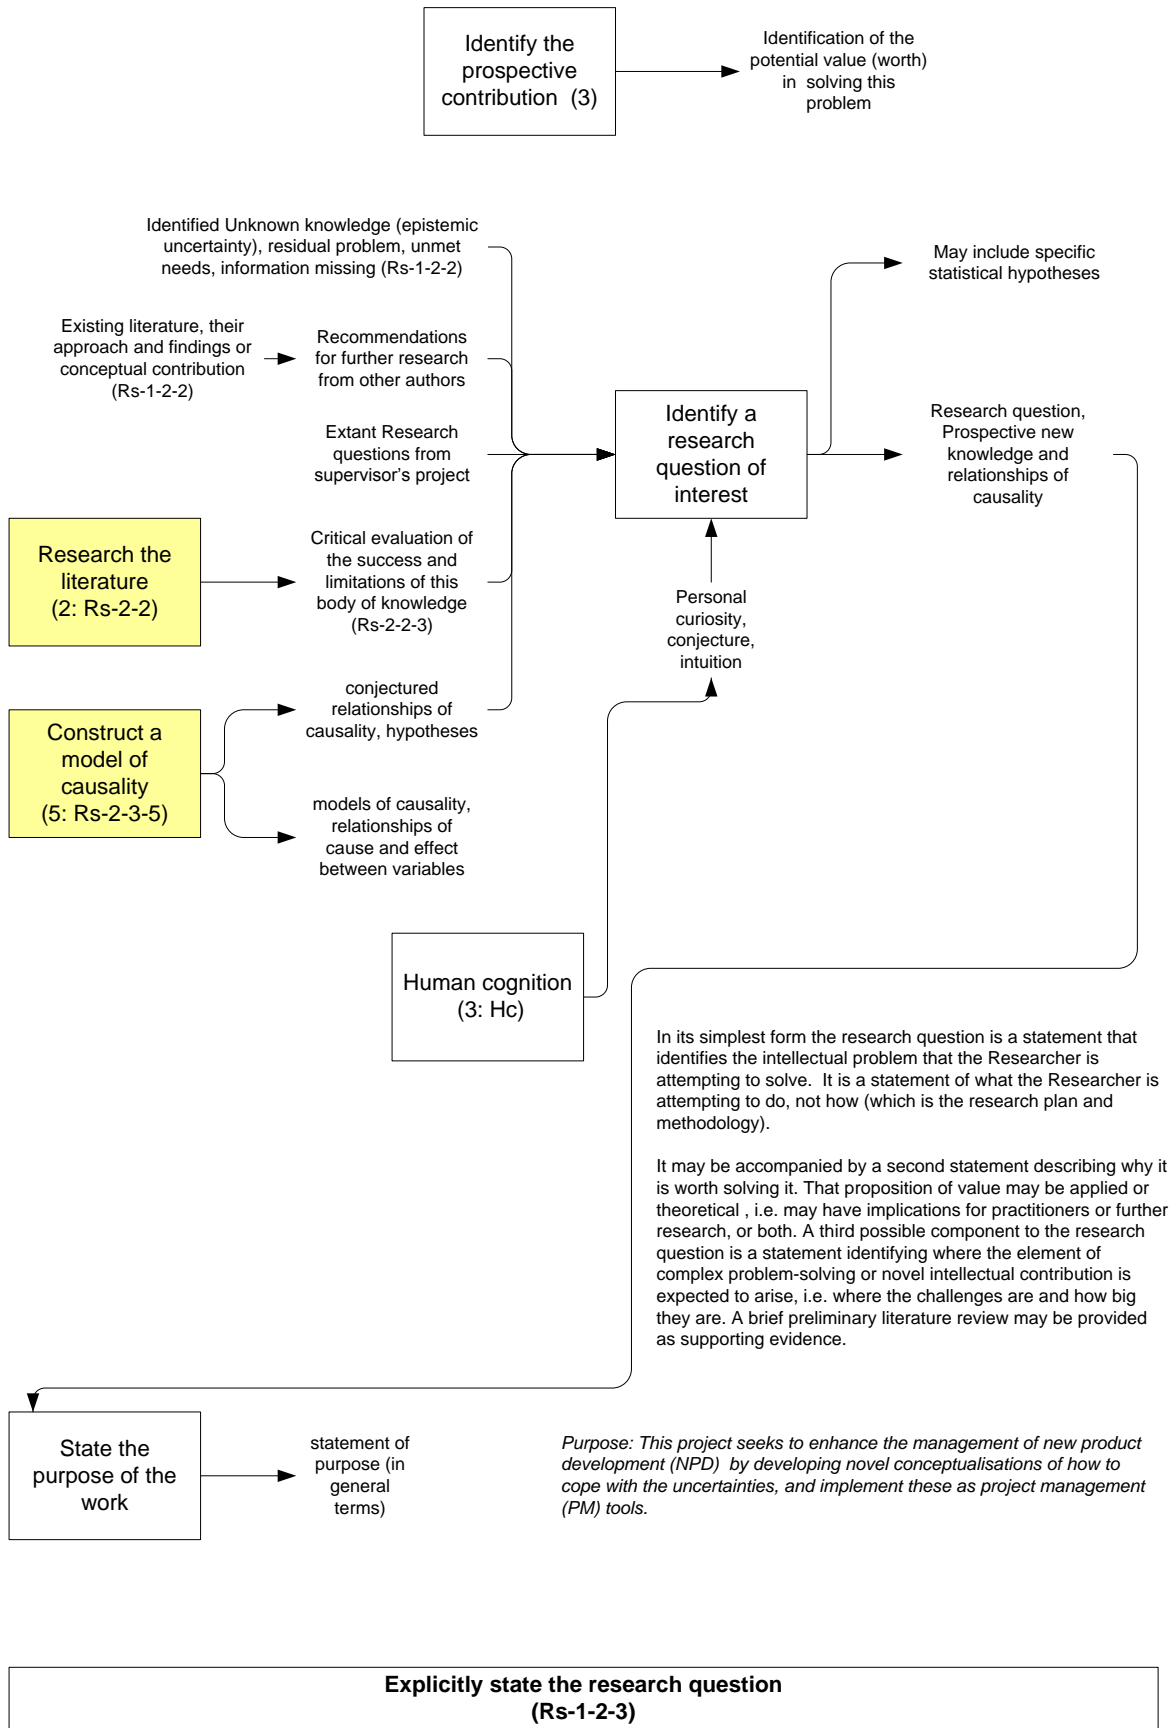 Identify the
prospective
contribution  (3)
Identification of the
potential value (worth)
in  solving this
problem
Identified Unknown knowledge (epistemic
uncertainty), residual problem, unmet
needs, information missing (Rs-1-2-2)
May include specific
statistical hypotheses
Existing literature, their
approach and findings or
conceptual contribution
(Rs-1-2-2)
Recommendations
for further research
from other authors
Extant Research
questions from
supervisor's project
Identify a
research
question of
interest
Research question,
Prospective new
knowledge and
relationships of
causality
Research the
literature
(2: Rs-2-2)
Critical evaluation of
the success and
limitations of this
body of knowledge
(Rs-2-2-3)
Personal
curiosity,
conjecture,
intuition
Construct a
model of
causality
(5: Rs-2-3-5)
conjectured
relationships of
causality, hypotheses
models of causality,
relationships of
cause and effect
between variables
Human cognition
(3: Hc)
In its simplest form the research question is a statement that
identifies the intellectual problem that the Researcher is
attempting to solve.  It is a statement of what the Researcher is
attempting to do, not how (which is the research plan and
methodology).
It may be accompanied by a second statement describing why it
is worth solving it. That proposition of value may be applied or
theoretical , i.e. may have implications for practitioners or further
research, or both. A third possible component to the research
question is a statement identifying where the element of
complex problem-solving or novel intellectual contribution is
expected to arise, i.e. where the challenges are and how big
they are. A brief preliminary literature review may be provided
as supporting evidence.
State the
purpose of the
work
statement of
purpose (in
general
terms)
Purpose: This project seeks to enhance the management of new product
development (NPD)  by developing novel conceptualisations of how to
cope with the uncertainties, and implement these as project management
(PM) tools.
Explicitly state the research question
(Rs-1-2-3)